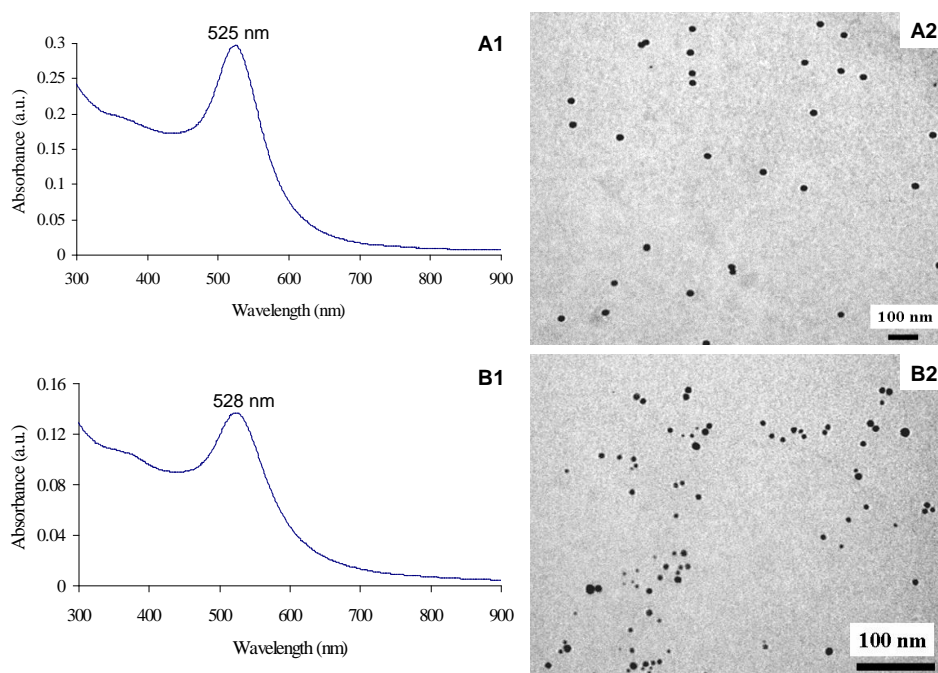 525 nm
A1
0.3
0.25
0.2
0.15
0.1
0.05
0
Absorbance (a.u.)
300 400 500 600 700 800 900
Wavelength (nm)
A2
100 nm
528 nm
B1
0.16
0.12
0.08
0.04
0
Absorbance (a.u.)
300 400 500 600 700 800 900
Wavelength (nm)
B2
100 nm